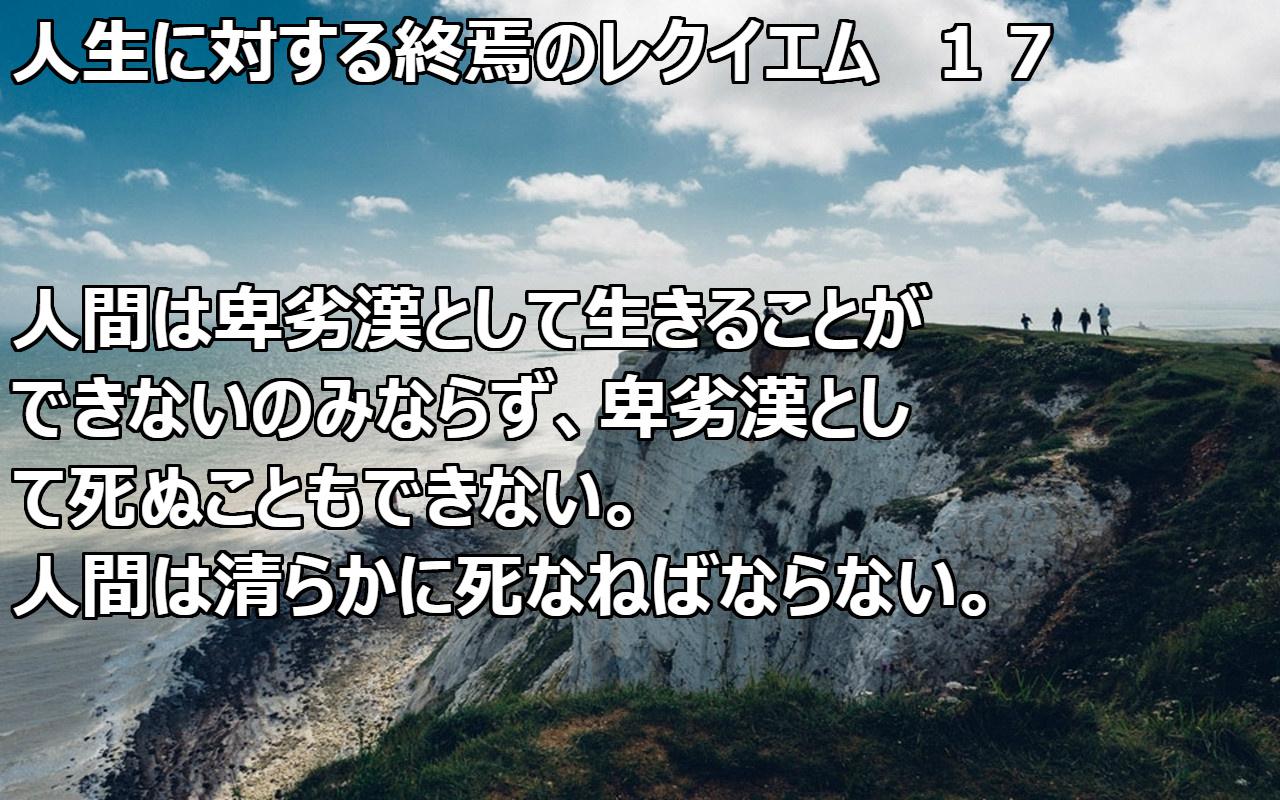 人生に対する終焉のレクイエム　１７
人間は卑劣漢として生きることが
できないのみならず、卑劣漢とし
て死ぬこともできない。
人間は清らかに死なねばならない。